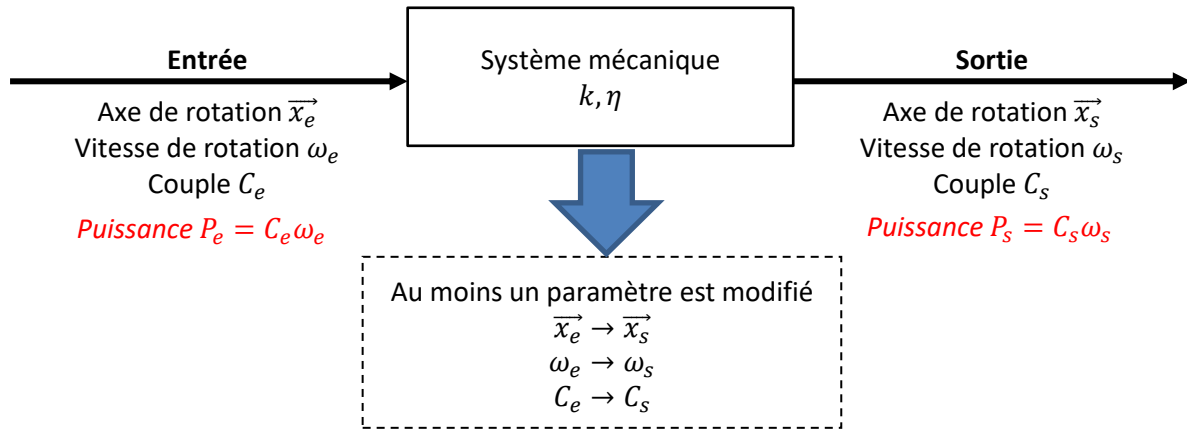 Entrée
Axe de rotation $\overrightarrow{x_e}$
Vitesse de rotation $\omega_e$
Couple $C_e$
Puissance $P_e = C_e\omega_e$
Système mécanique
$k, \eta$
Sortie
Axe de rotation $\overrightarrow{x_s}$
Vitesse de rotation $\omega_s$
Couple $C_s$
Puissance $P_s = C_s\omega_s$
Au moins un paramètre est modifié
$\overrightarrow{x_e} \rightarrow \overrightarrow{x_s}$
$\omega_e \rightarrow \omega_s$
$C_e \rightarrow C_s$